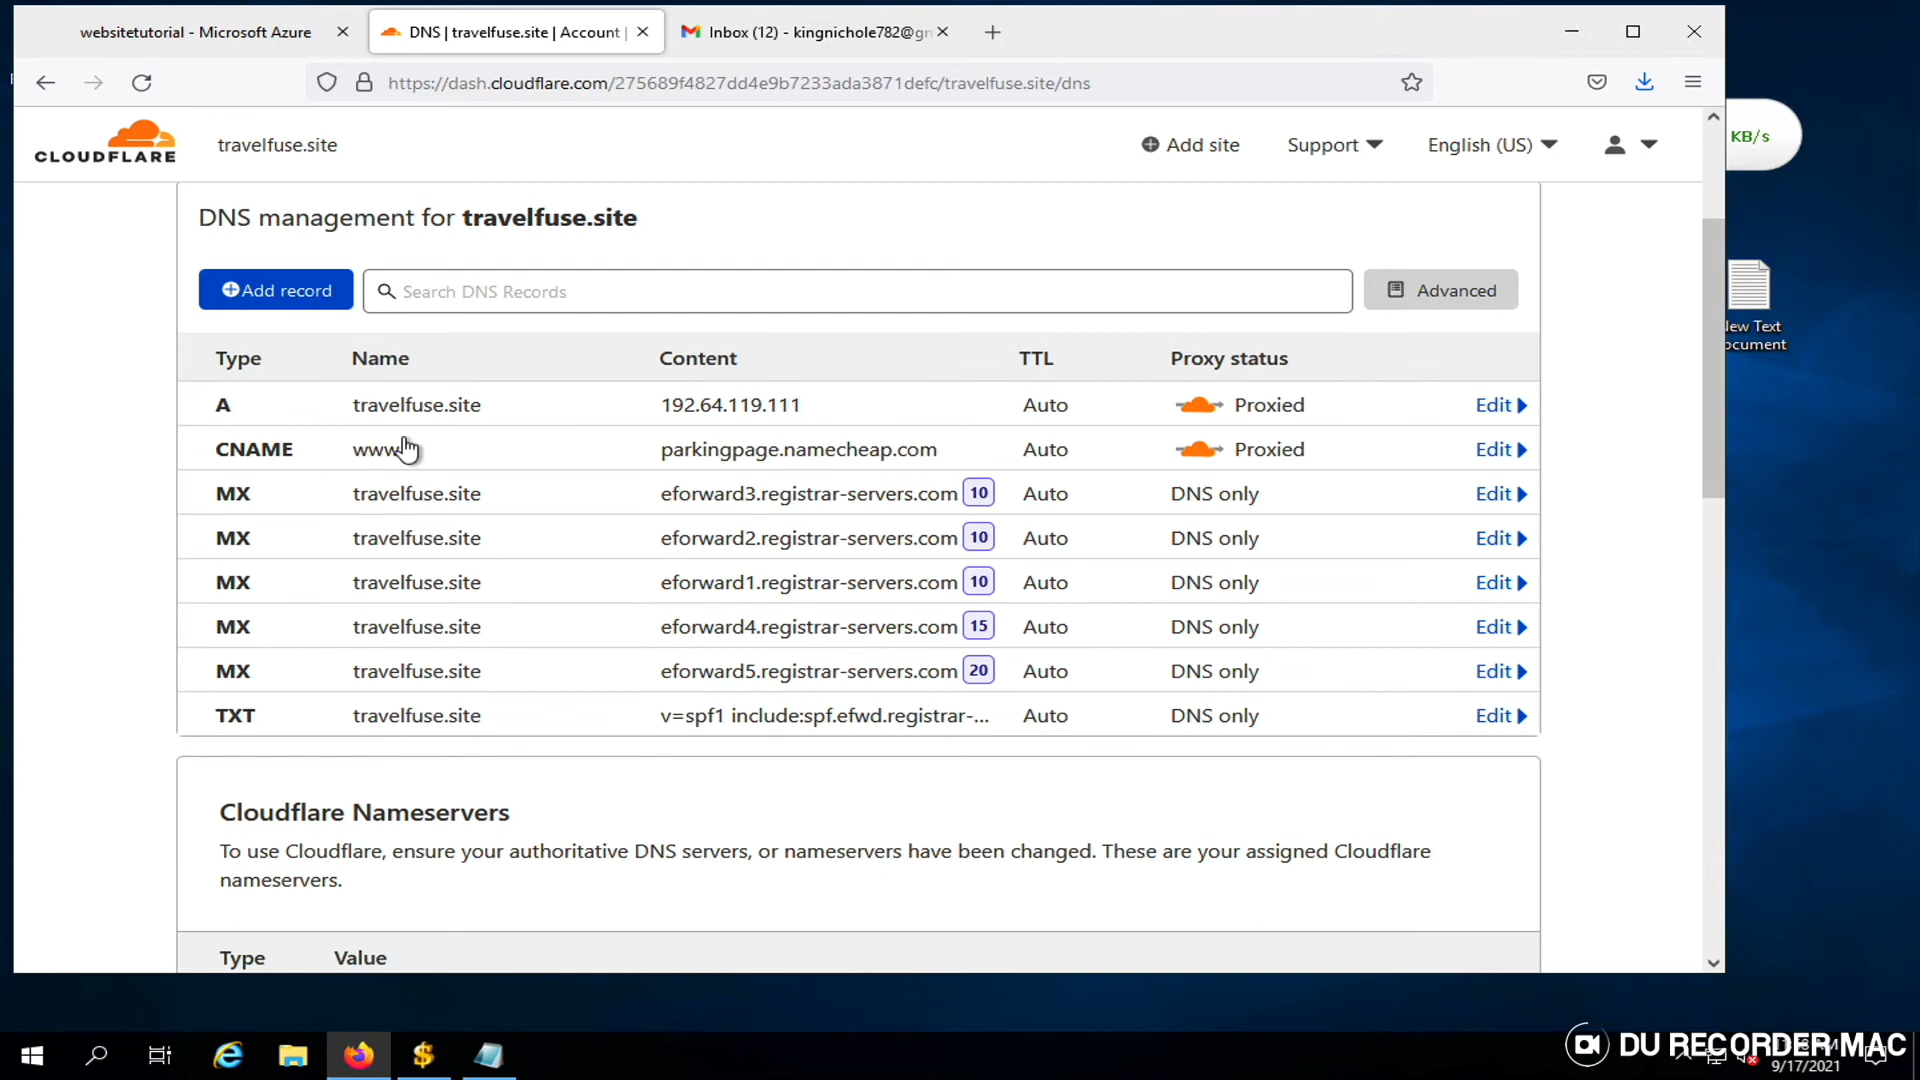 websitetutorial - Microsoft Azure
DNS | travelfuse.site | Account |
Inbox (12) - kingnichole782@gm
https://dash.cloudflare.com/275689f4827dd4e9b7233ada3871defc/travelfuse.site/dns
CLOUDFLARE
travelfuse.site
Add site
Support
English (US)
KB/s
DNS management for travelfuse.site
Add record
Search DNS Records
Advanced
New Text
Document
Type Name Content TTL Proxy status
A travelfuse.site 192.64.119.111 Auto Proxied Edit
CNAME www parkingpage.namecheap.com Auto Proxied Edit
MX travelfuse.site eforward3.registrar-servers.com 10 Auto DNS only Edit
MX travelfuse.site eforward2.registrar-servers.com 10 Auto DNS only Edit
MX travelfuse.site eforward1.registrar-servers.com 10 Auto DNS only Edit
MX travelfuse.site eforward4.registrar-servers.com 15 Auto DNS only Edit
MX travelfuse.site eforward5.registrar-servers.com 20 Auto DNS only Edit
TXT travelfuse.site v=spf1 include:spf.efwd.registrar-... Auto DNS only Edit
Cloudflare Nameservers
To use Cloudflare, ensure your authoritative DNS servers, or nameservers have been changed. These are your assigned Cloudflare
nameservers.
Type Value
DU RECORDER MAC
9/17/2021